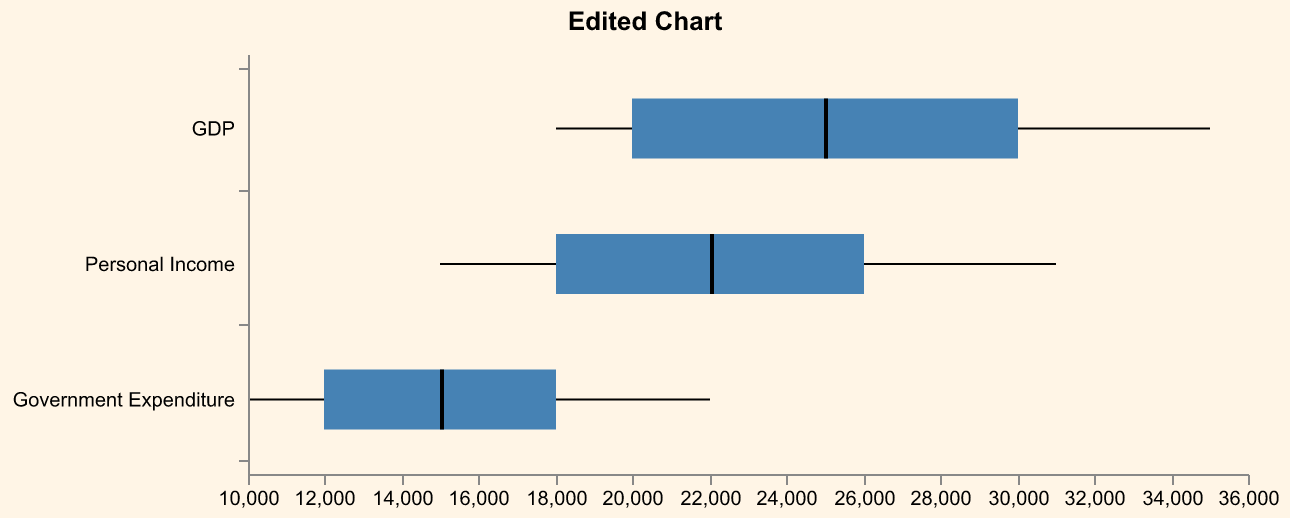 Edited Chart
GDP
Personal Income
Government Expenditure
10,000 12,000 14,000 16,000 18,000 20,000 22,000 24,000 26,000 28,000 30,000 32,000 34,000 36,000